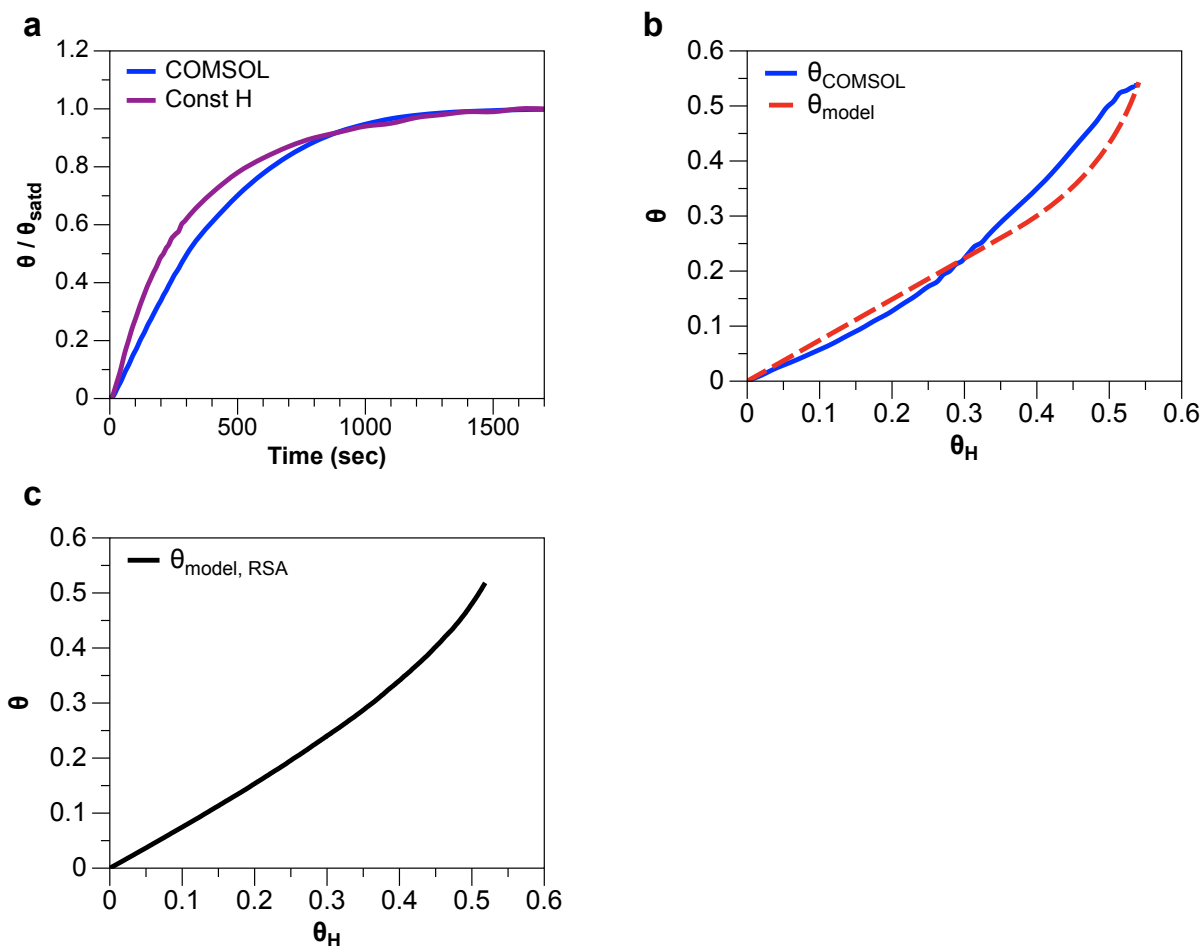 a
1.2
1.0
0.8
0.6
0.4
0.2
0
COMSOL
Const H
θ / θsatd
0 500 1000 1500
Time (sec)
b
0.6
0.5
0.4
0.3
0.2
0.1
0
θCOMSOL
θmodel
θ
0 0.1 0.2 0.3 0.4 0.5 0.6
θH
c
0.6
0.5
0.4
0.3
0.2
0.1
0
θmodel, RSA
θ
0 0.1 0.2 0.3 0.4 0.5 0.6
θH